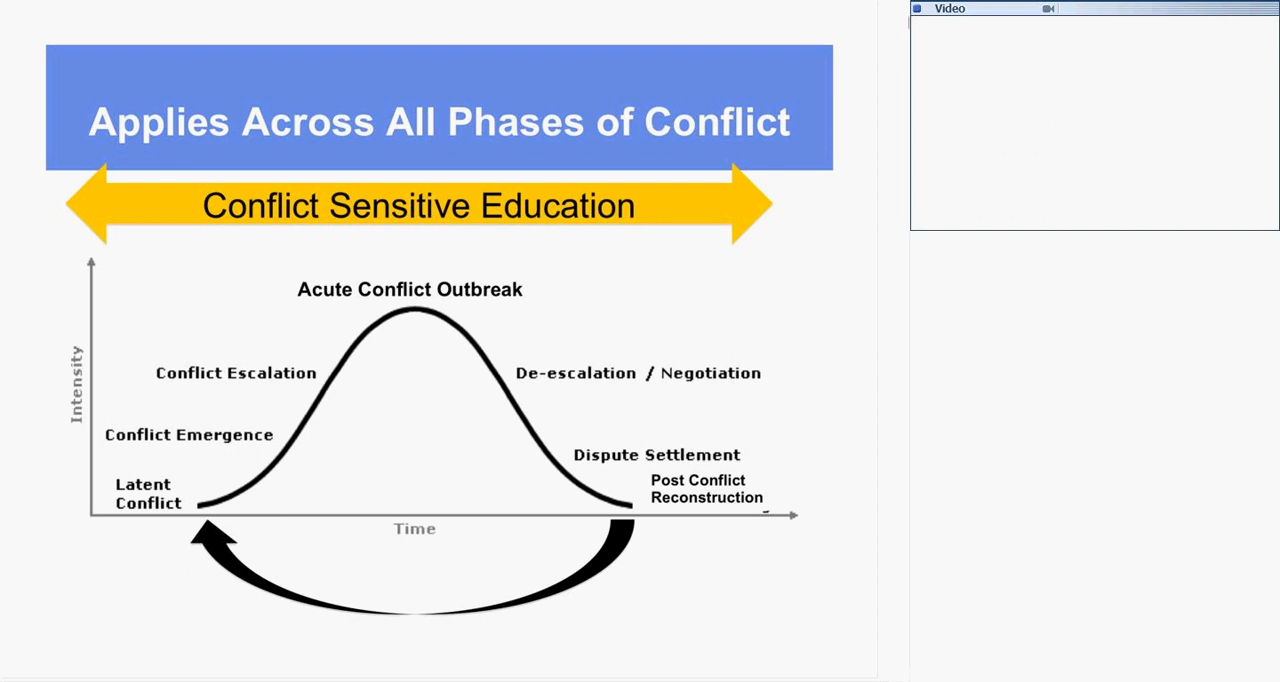 Video
Applies Across All Phases of Conflict
Conflict Sensitive Education
Acute Conflict Outbreak
Conflict Escalation
De-escalation / Negotiation
Intensity
Conflict Emergence
Dispute Settlement
Latent
Conflict
Post Conflict
Reconstruction
Time